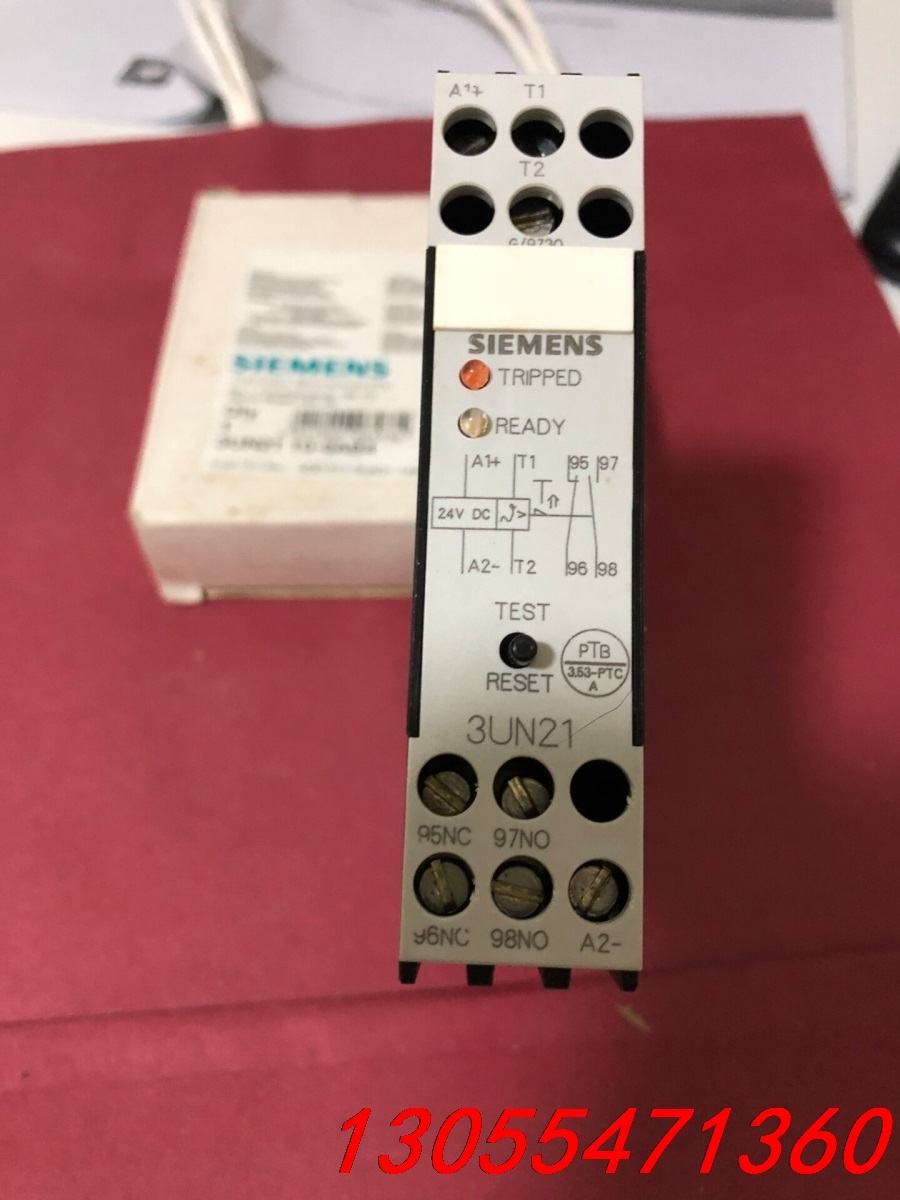 A1+ T1
T2
G/9730
SIEMENS
TRIPPED
READY
A1+ T1 95 97
24V DC
A2- T2 96 98
TEST
RESET
PTB
3.53-PTC
A
3UN21
95NC 97NO
96NC 98NO A2-
SIEMENS
13055471360